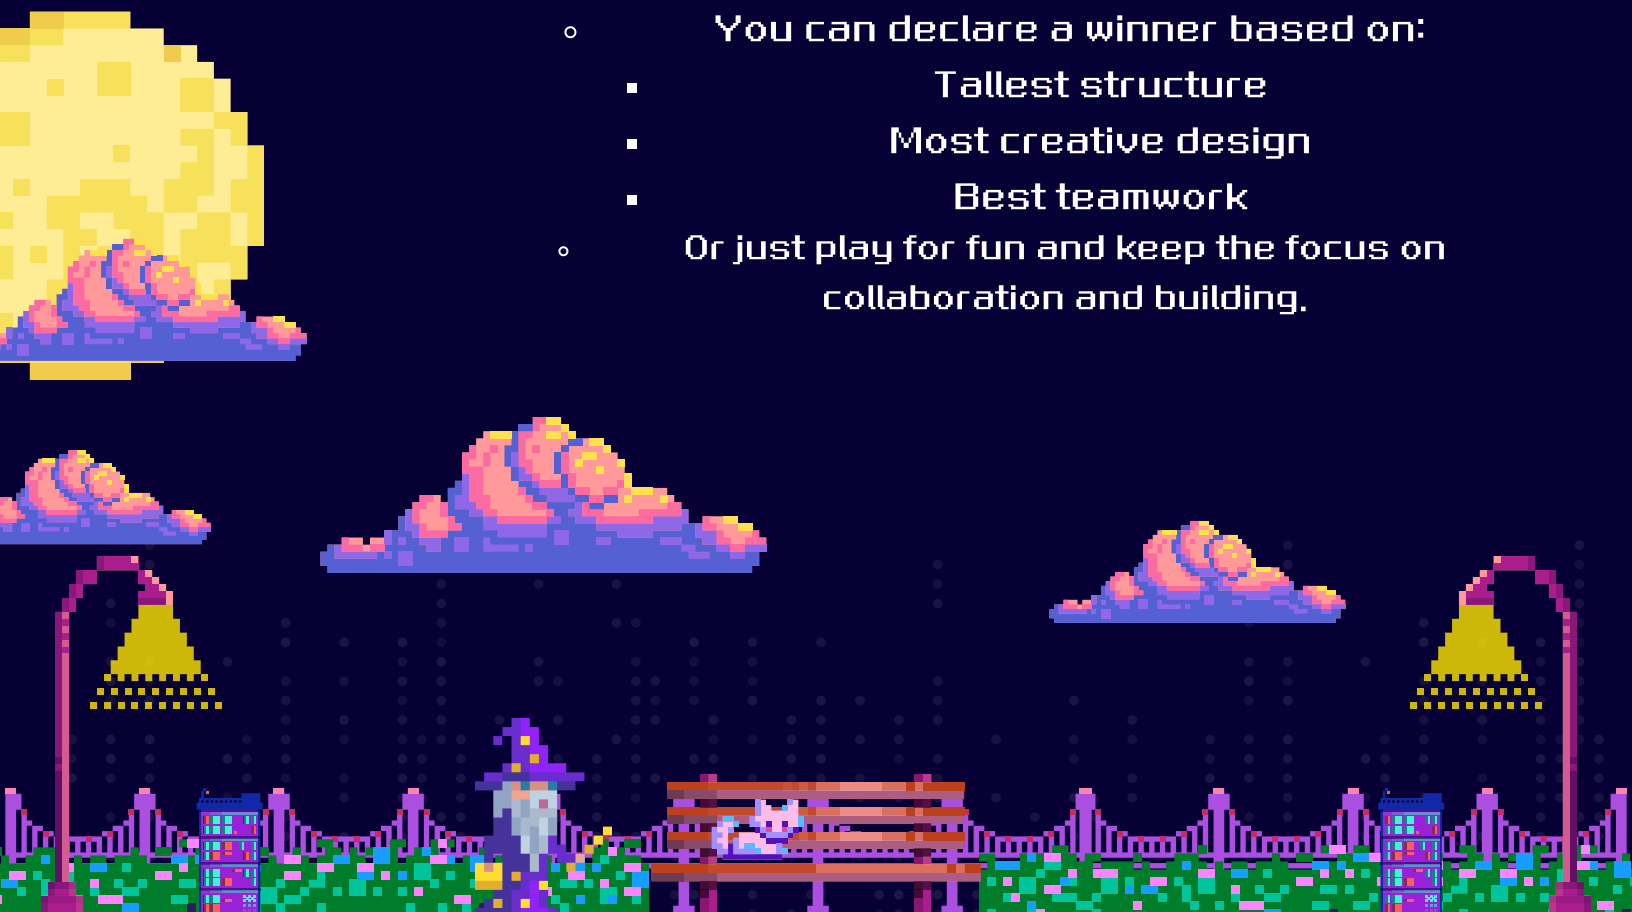 You can declare a winner based on:
Tallest structure
Most creative design
Best teamwork
Or just play for fun and keep the focus on
collaboration and building.